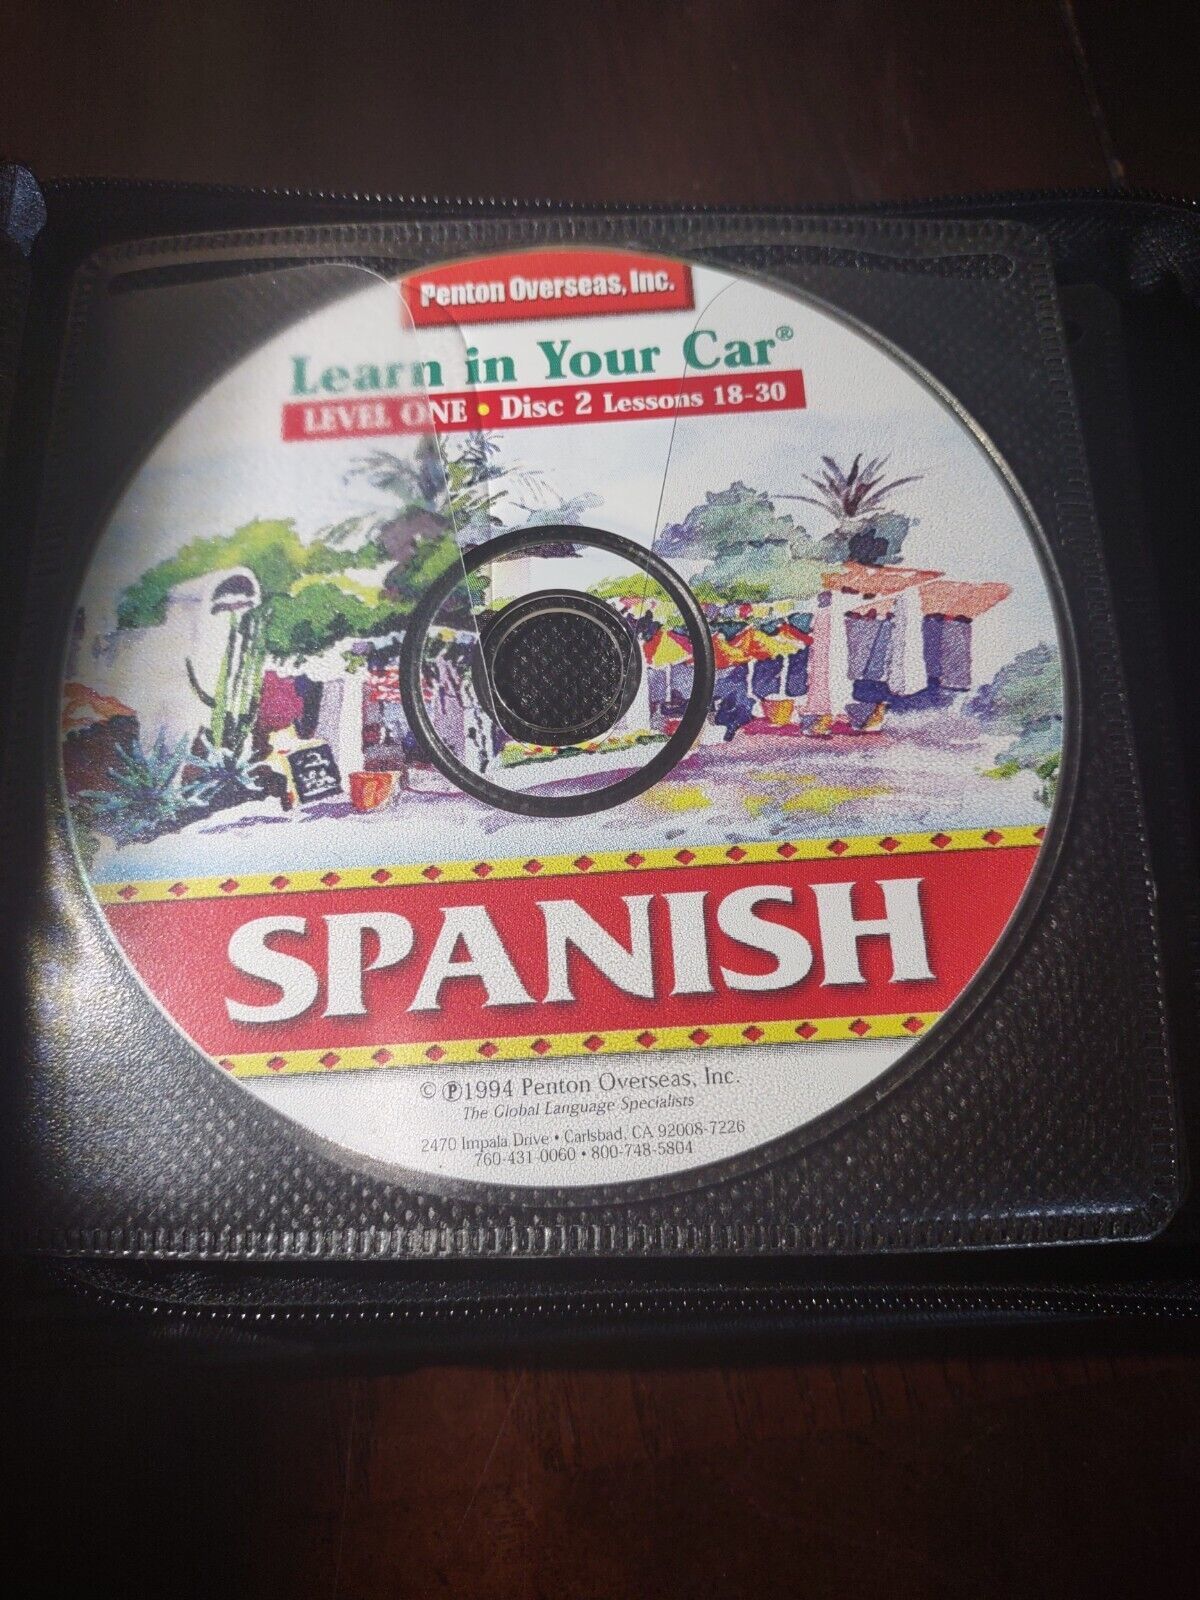 Penton Overseas, Inc.
Learn in Your Car®
LEVEL ONE • Disc 2 Lessons 18-30
SPANISH
© ℗1994 Penton Overseas, Inc.
The Global Language Specialists
2470 Impala Drive • Carlsbad, CA 92008-7226
760-431-0060 • 800-748-5804